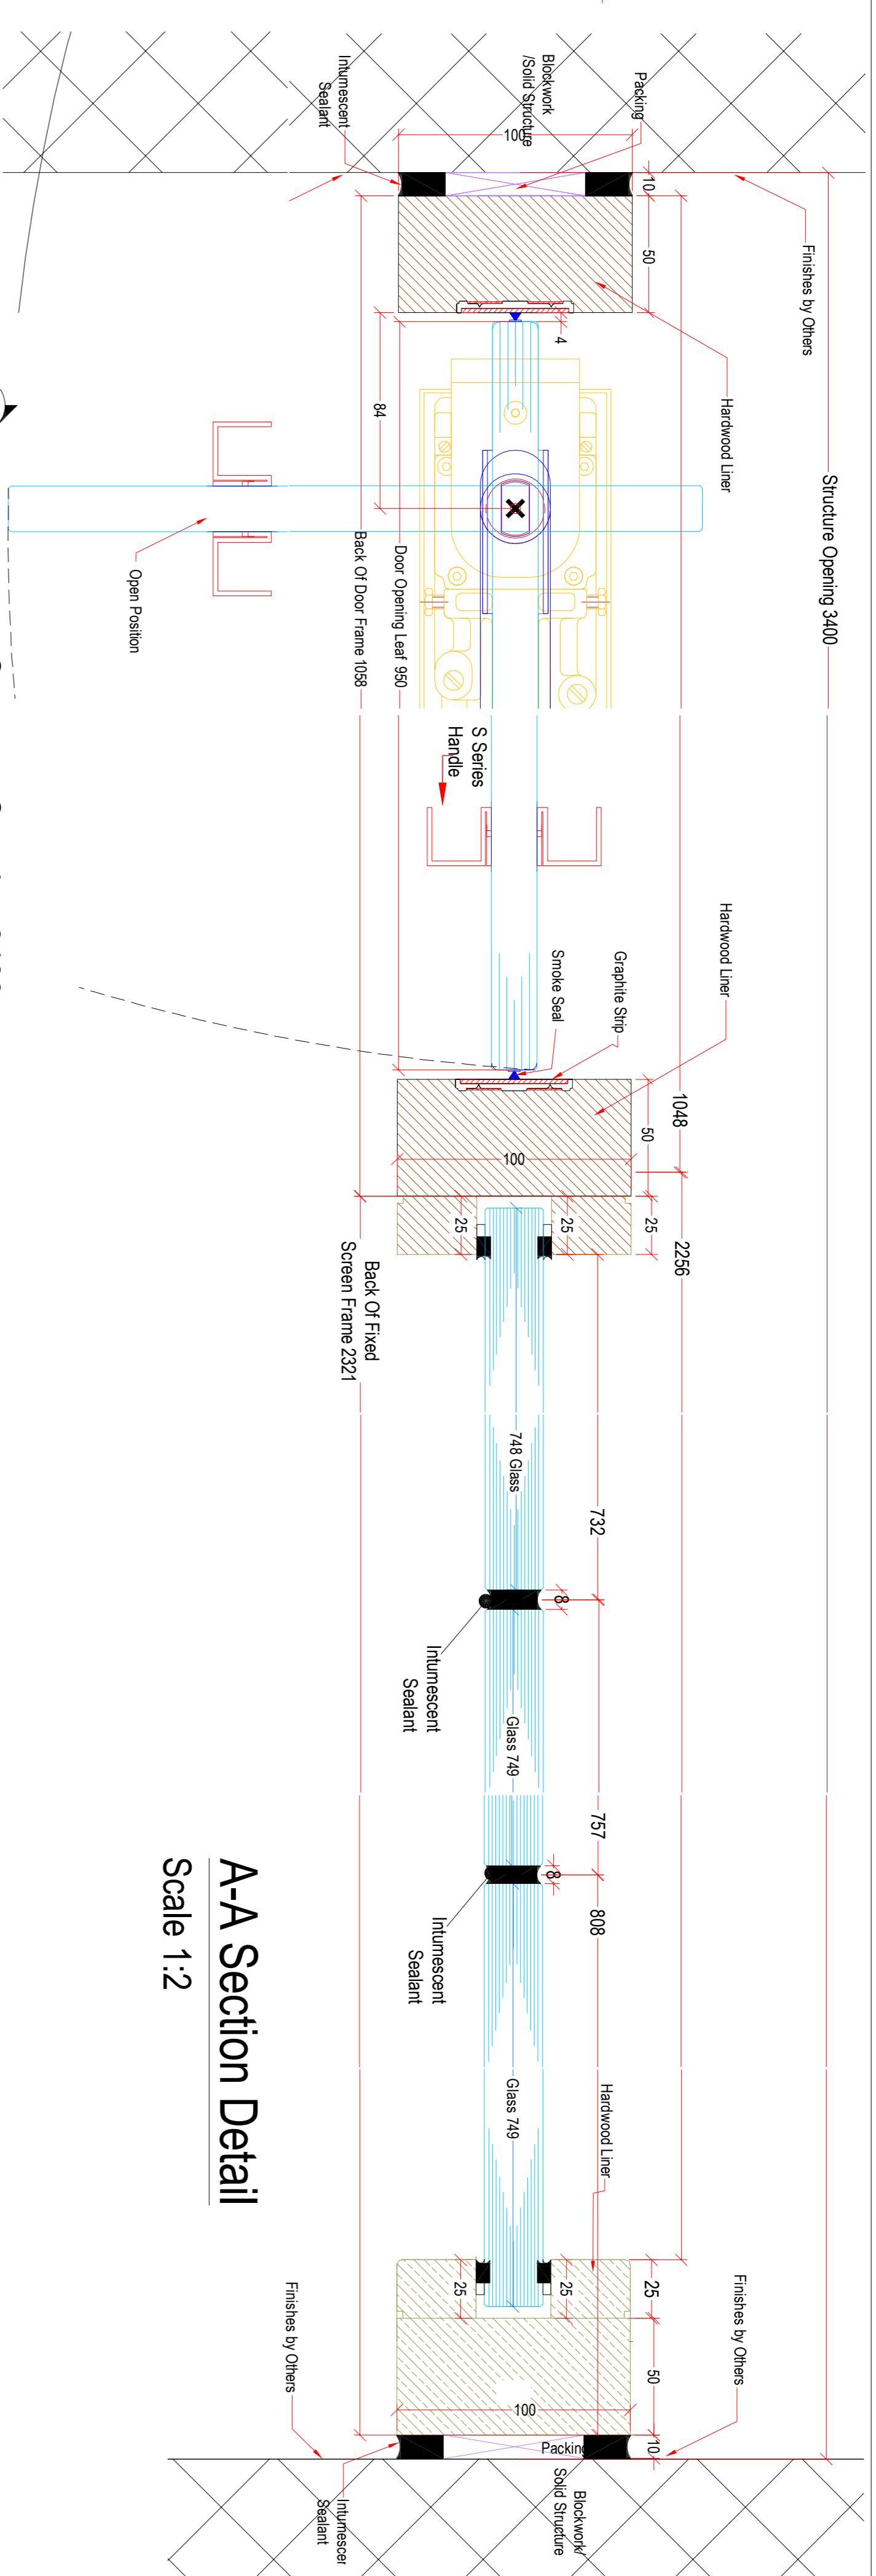 Structure Opening 3400
Finishes by Others
Packing
Blockwork
/Solid Structure
Intumescent
Sealant
100
10
50
Hardwood Liner
4
84
Door Opening Leaf 950
Back Of Door Frame 1058
Open Position
S Series
Handle
Hardwood Liner
Graphite Strip
Smoke Seal
1048
50
100
2256
25
25
25
Back Of Fixed
Screen Frame 2321
748 Glass
732
8
Intumescent
Sealant
Glass 749
757
8
808
Intumescent
Sealant
Glass 749
Hardwood Liner
25
25
25
50
100
10
Packing
Finishes by Others
Finishes by Others
Blockwork/
Solid Structure
Intumescer
Sealant
A-A Section Detail
Scale 1:2